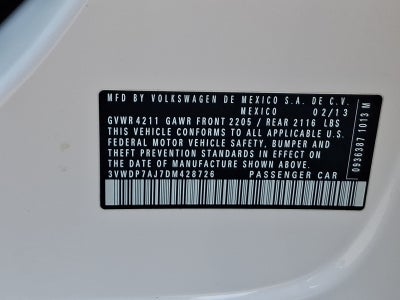 MFD BY VOLKSWAGEN DE MEXICO S.A. DE C.V.
MEXICO 02/13
GVWR 4211 GAWR FRONT 2205 / REAR 2116 LBS
THIS VEHICLE CONFORMS TO ALL APPLICABLE U.S.
FEDERAL MOTOR VEHICLE SAFETY, BUMPER AND
THEFT PREVENTION STANDARDS IN EFFECT ON
THE DATE OF MANUFACTURE SHOWN ABOVE.
3VWDP7AJ7DM428726 PASSENGER CAR
0936387 1013 M